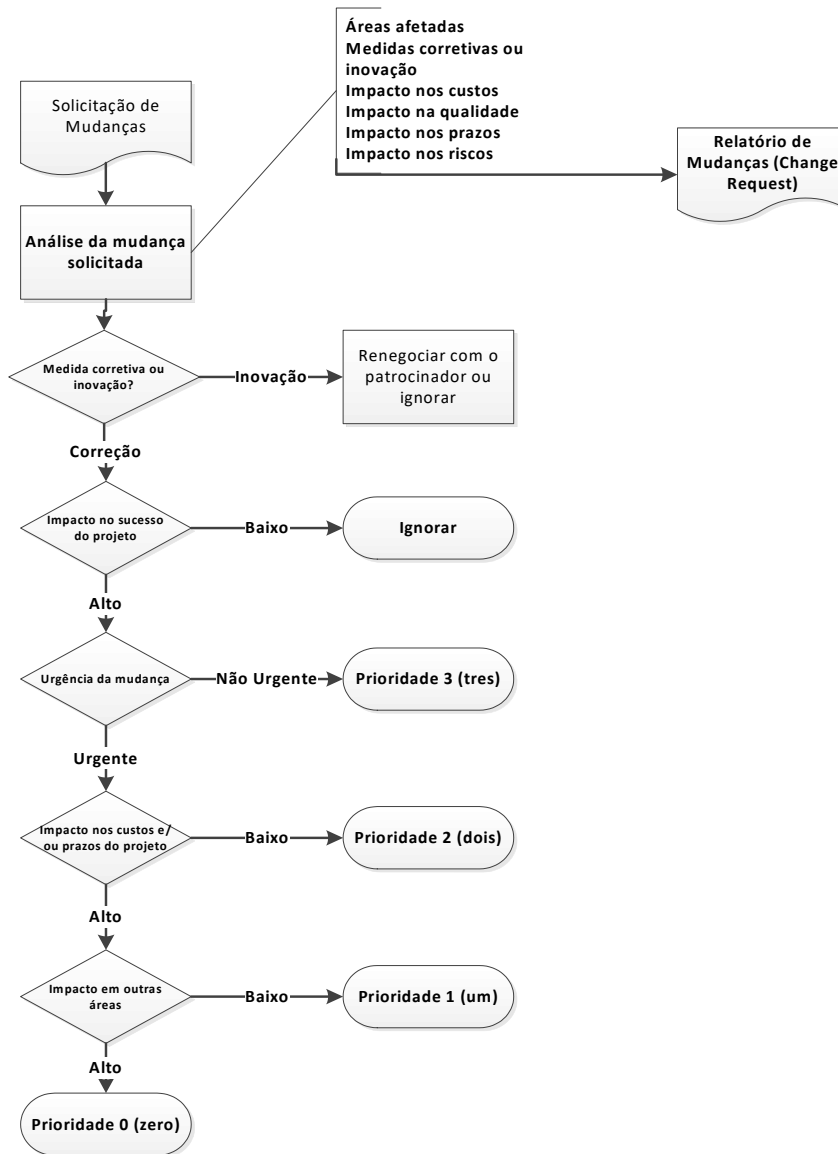 Áreas afetadas
Medidas corretivas ou
inovação
Impacto nos custos
Impacto na qualidade
Impacto nos prazos
Impacto nos riscos
Solicitação de
Mudanças
Relatório de
Mudanças (Change
Request)
Análise da mudança
solicitada
Medida corretiva ou
inovação?
Inovação
Renegociar com o
patrocinador ou
ignorar
Correção
Impacto no sucesso
do projeto
Baixo
Ignorar
Alto
Urgência da mudança
Não Urgente
Prioridade 3 (tres)
Urgente
Impacto nos custos e/
ou prazos do projeto
Baixo
Prioridade 2 (dois)
Alto
Impacto em outras
áreas
Baixo
Prioridade 1 (um)
Alto
Prioridade 0 (zero)